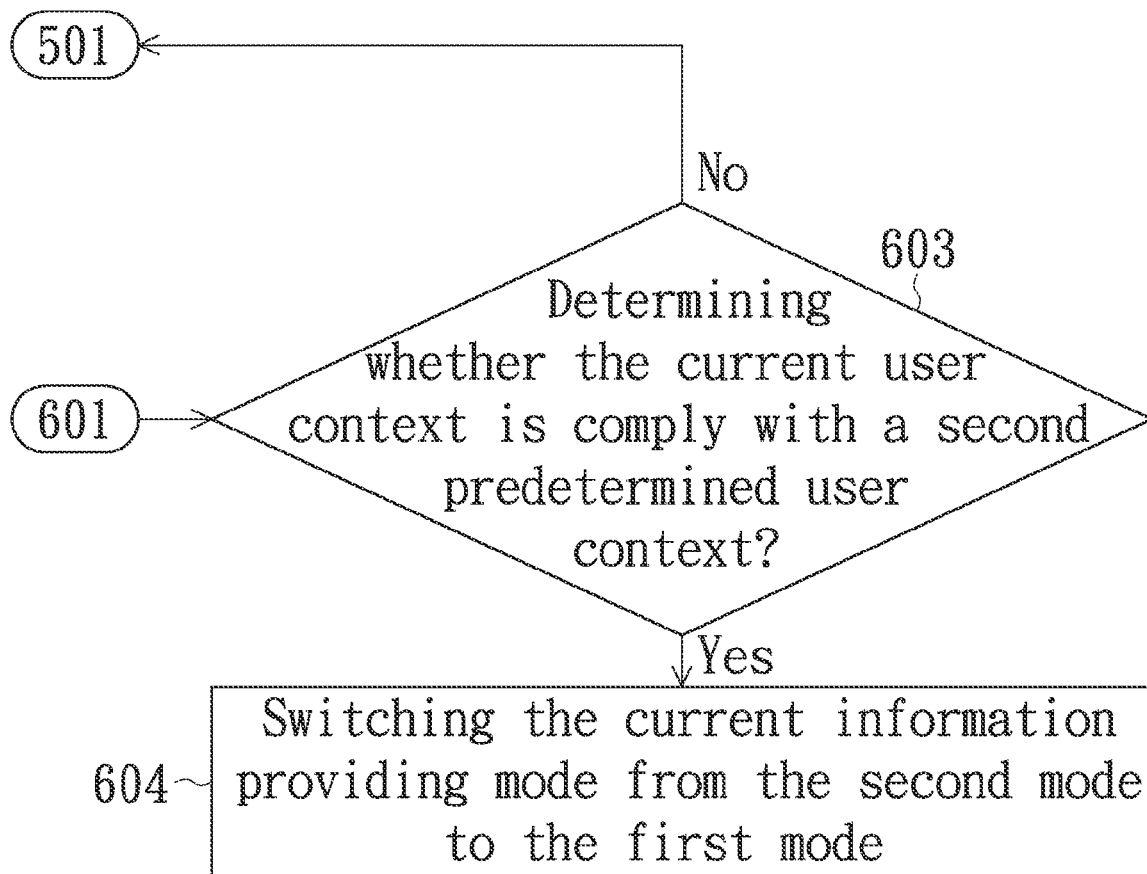 501
No
603
Determining
whether the current user
601
context is comply with a second
predetermined user
context?
Yes
Switching the current information
604
providing mode from the second mode
to the first mode